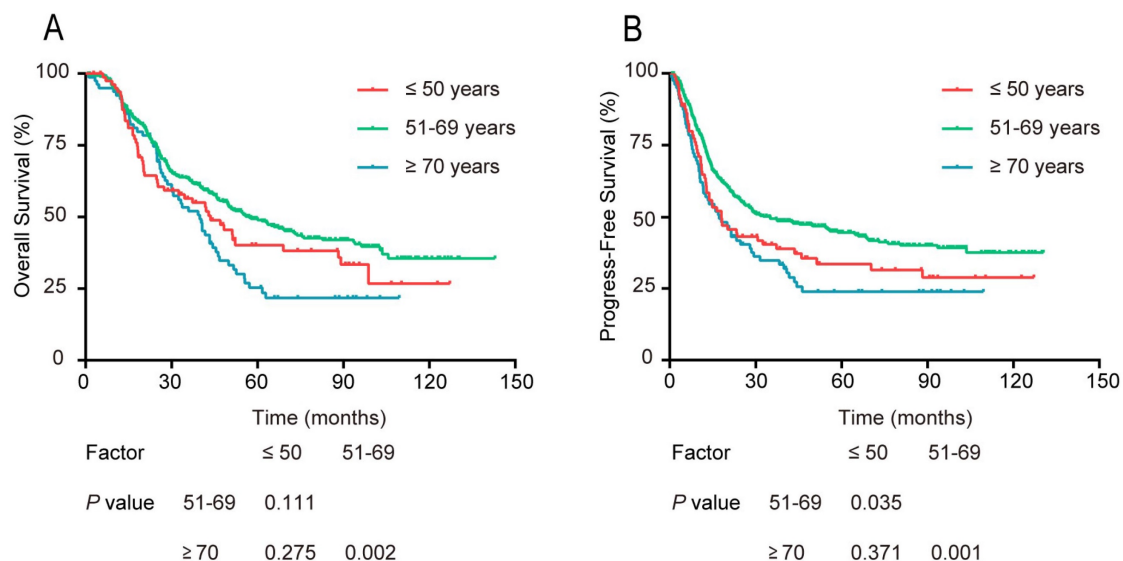 A
Overall Survival (%)
100
75
50
25
0
0 30 60 90 120 150
Time (months)
≤ 50 years
51-69 years
≥ 70 years
Factor ≤ 50 51-69
P value 51-69 0.111
≥ 70 0.275 0.002
B
Progress-Free Survival (%)
100
75
50
25
0
0 30 60 90 120 150
Time (months)
≤ 50 years
51-69 years
≥ 70 years
Factor ≤ 50 51-69
P value 51-69 0.035
≥ 70 0.371 0.001